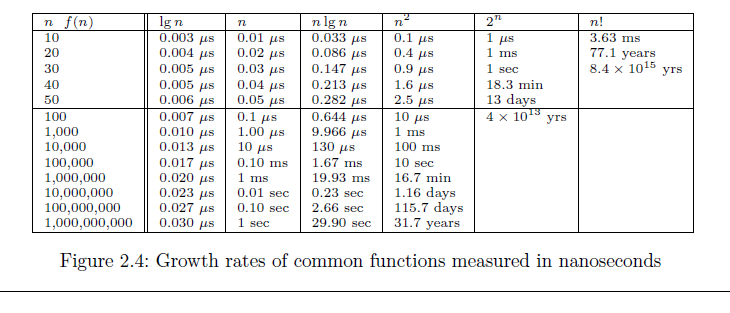 n f(n) lg n n n lg n n² 2ⁿ n!
10 0.003 μs 0.01 μs 0.033 μs 0.1 μs 1 μs 3.63 ms
20 0.004 μs 0.02 μs 0.086 μs 0.4 μs 1 ms 77.1 years
30 0.005 μs 0.03 μs 0.147 μs 0.9 μs 1 sec 8.4 × 10¹⁵ yrs
40 0.005 μs 0.04 μs 0.213 μs 1.6 μs 18.3 min
50 0.006 μs 0.05 μs 0.282 μs 2.5 μs 13 days
100 0.007 μs 0.1 μs 0.644 μs 10 μs 4 × 10¹³ yrs
1,000 0.010 μs 1.00 μs 9.966 μs 1 ms
10,000 0.013 μs 10 μs 130 μs 100 ms
100,000 0.017 μs 0.10 ms 1.67 ms 10 sec
1,000,000 0.020 μs 1 ms 19.93 ms 16.7 min
10,000,000 0.023 μs 0.01 sec 0.23 sec 1.16 days
100,000,000 0.027 μs 0.10 sec 2.66 sec 115.7 days
1,000,000,000 0.030 μs 1 sec 29.90 sec 31.7 years
Figure 2.4: Growth rates of common functions measured in nanoseconds